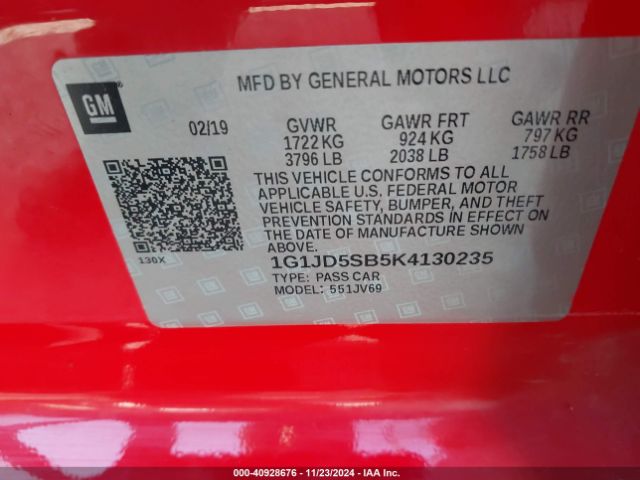 MFD BY GENERAL MOTORS LLC
GM
02/19
GVWR GAWR FRT GAWR RR
1722 KG 924 KG 797 KG
3796 LB 2038 LB 1758 LB
THIS VEHICLE CONFORMS TO ALL
APPLICABLE U.S. FEDERAL MOTOR
VEHICLE SAFETY, BUMPER, AND THEFT
PREVENTION STANDARDS IN EFFECT ON
THE DATE OF MANUFACTURE SHOWN
ABOVE.
130X
1G1JD5SB5K4130235
TYPE: PASS CAR
MODEL: 551JV69
000-40928676 - 11/23/2024 - IAA Inc.